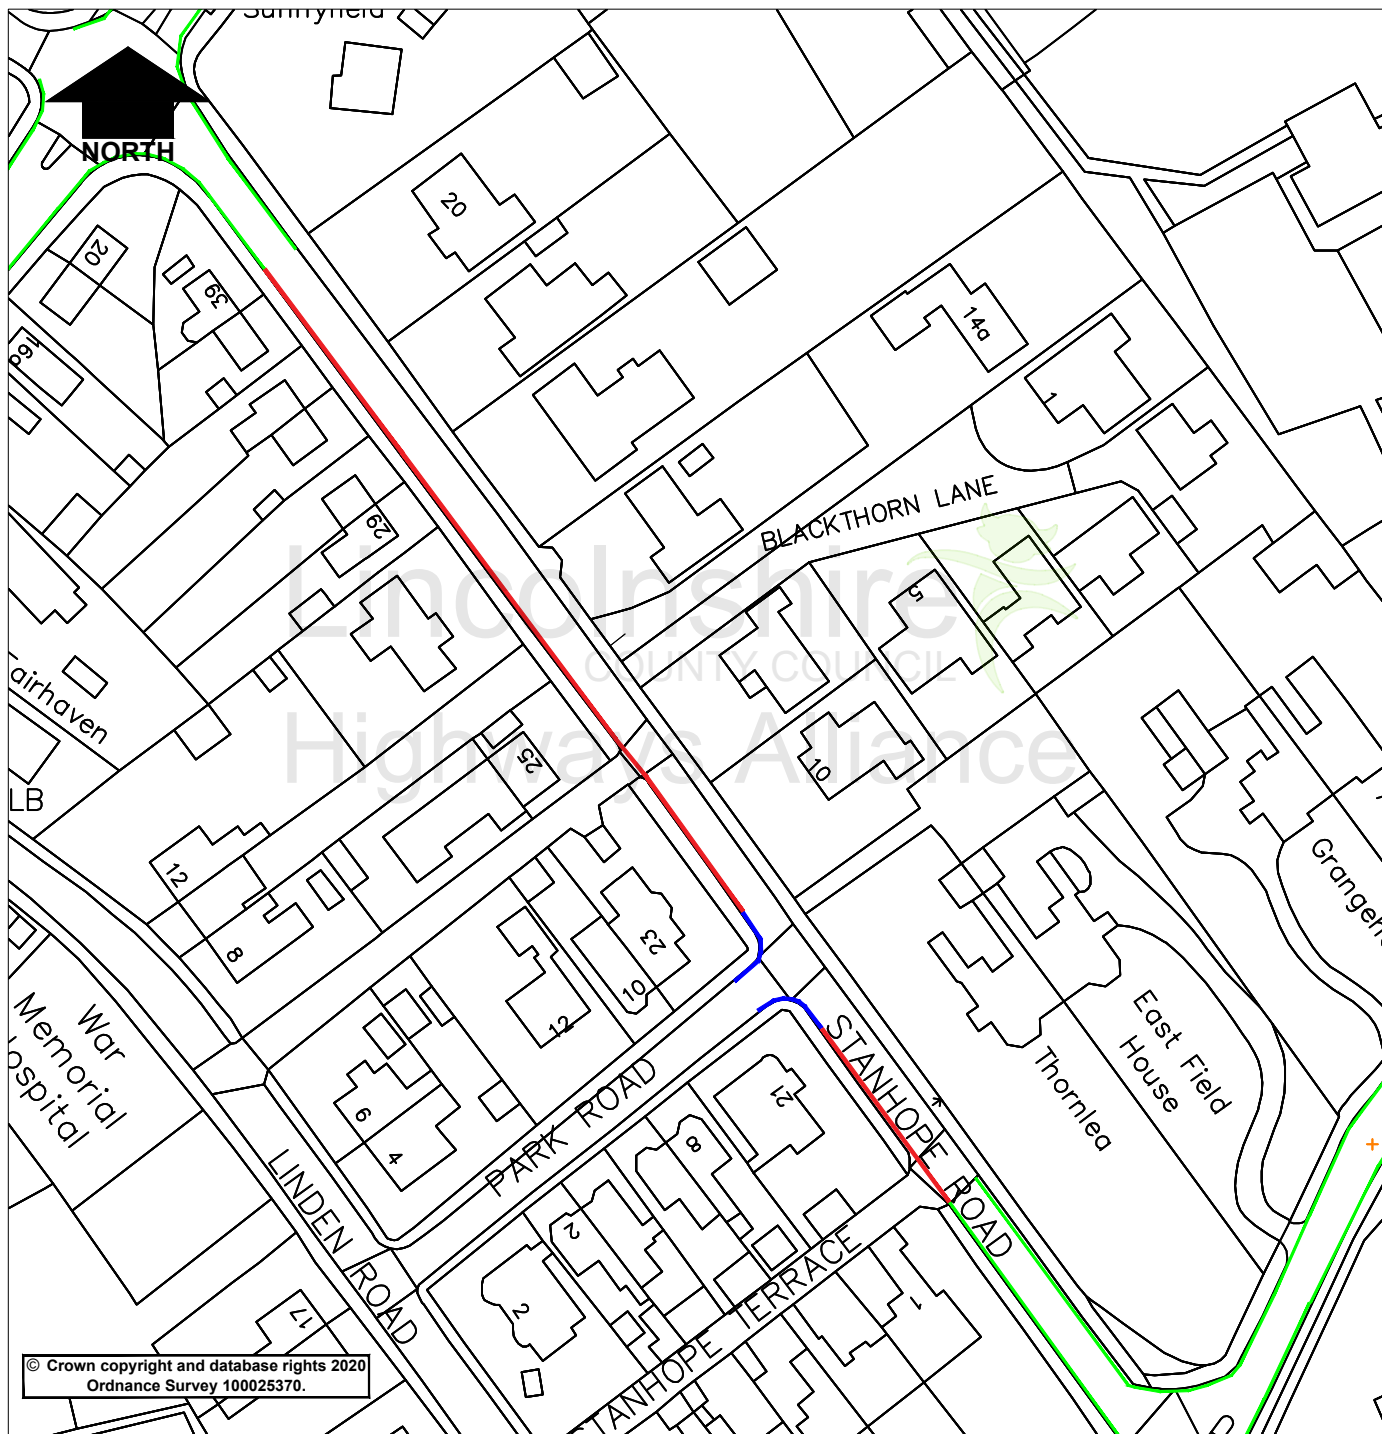 Sunnyfield
NORTH
20
20
39
16a
14a
1
29
BLACKTHORN LANE
Lincolnshire
COUNTY COUNCIL
Highways Alliance
5
Fairhaven
25
10
LB
12
8
23
10
12
War
Memorial
Hospital
6
4
PARK ROAD
STANHOPE ROAD
Thornlea
East Field
House
21
8
2
2
LINDEN ROAD
17
1
STANHOPE TERRACE
© Crown copyright and database rights 2020
Ordnance Survey 100025370.